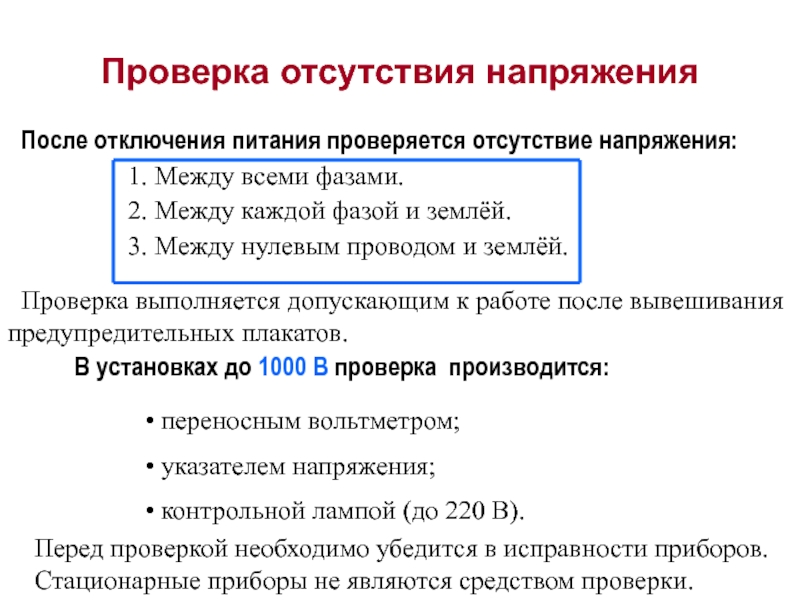 Проверка отсутствия напряжения
После отключения питания проверяется отсутствие напряжения:
1. Между всеми фазами.
2. Между каждой фазой и землёй.
3. Между нулевым проводом и землёй.
Проверка выполняется допускающим к работе после вывешивания
предупредительных плакатов.
В установках до 1000 В проверка производится:
• переносным вольтметром;
• указателем напряжения;
• контрольной лампой (до 220 В).
Перед проверкой необходимо убедится в исправности приборов.
Стационарные приборы не являются средством проверки.